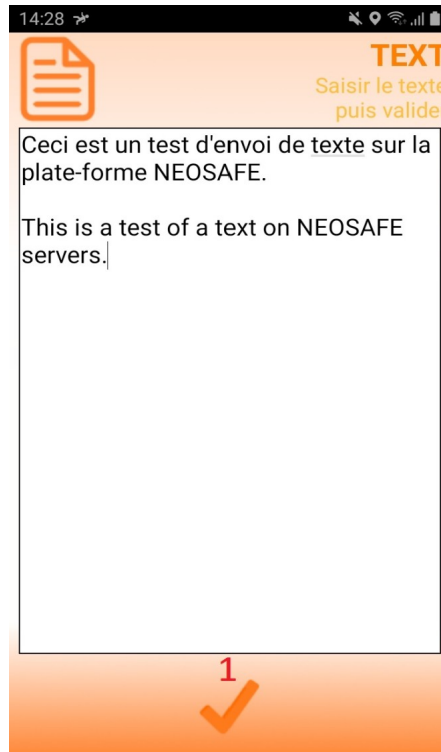 14:28
TEXT
Saisir le texte
puis valide
Ceci est un test d'envoi de texte sur la
plate-forme NEOSAFE.
This is a test of a text on NEOSAFE
servers.
1